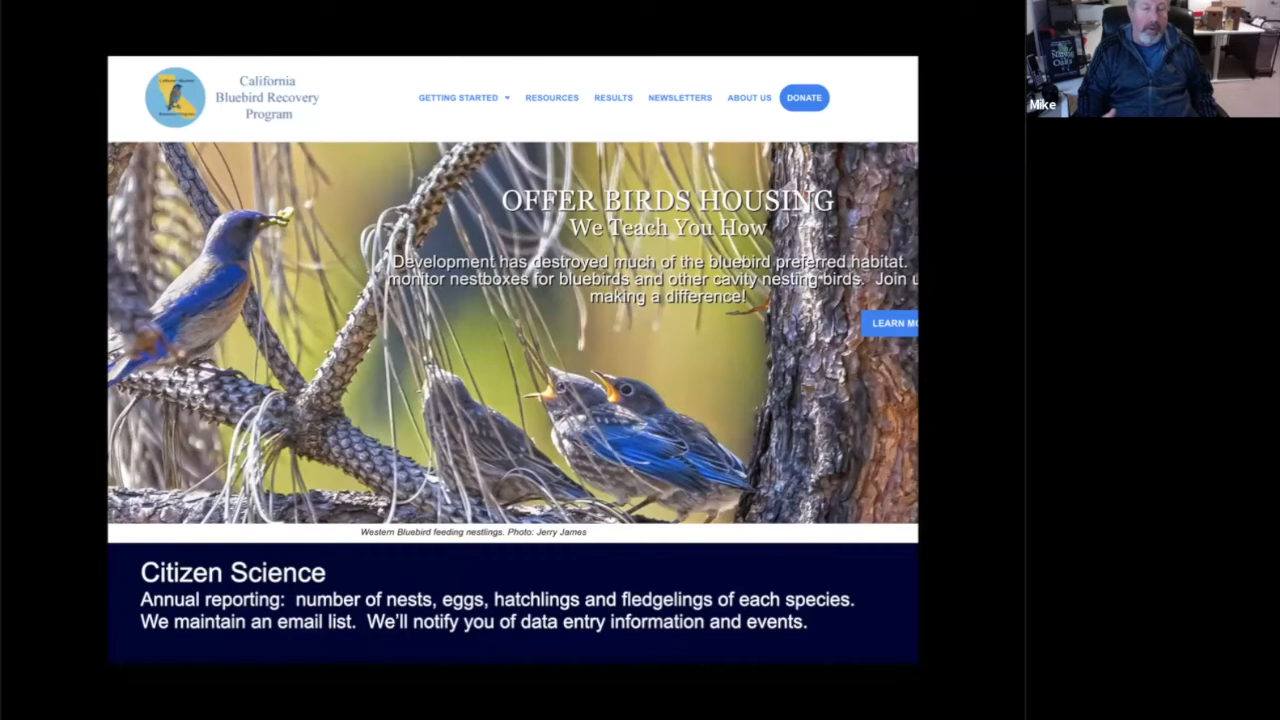 California
Bluebird Recovery
Program
GETTING STARTED
RESOURCES
RESULTS
NEWSLETTERS
ABOUT US
DONATE
OFFER BIRDS HOUSING
We Teach You How
Development has destroyed much of the bluebird preferred habitat.
monitor nestboxes for bluebirds and other cavity nesting birds. Join u
making a difference!
LEARN MO
Western Bluebird feeding nestlings. Photo: Jerry James
Citizen Science
Annual reporting: number of nests, eggs, hatchlings and fledgelings of each species.
We maintain an email list. We'll notify you of data entry information and events.
Mike